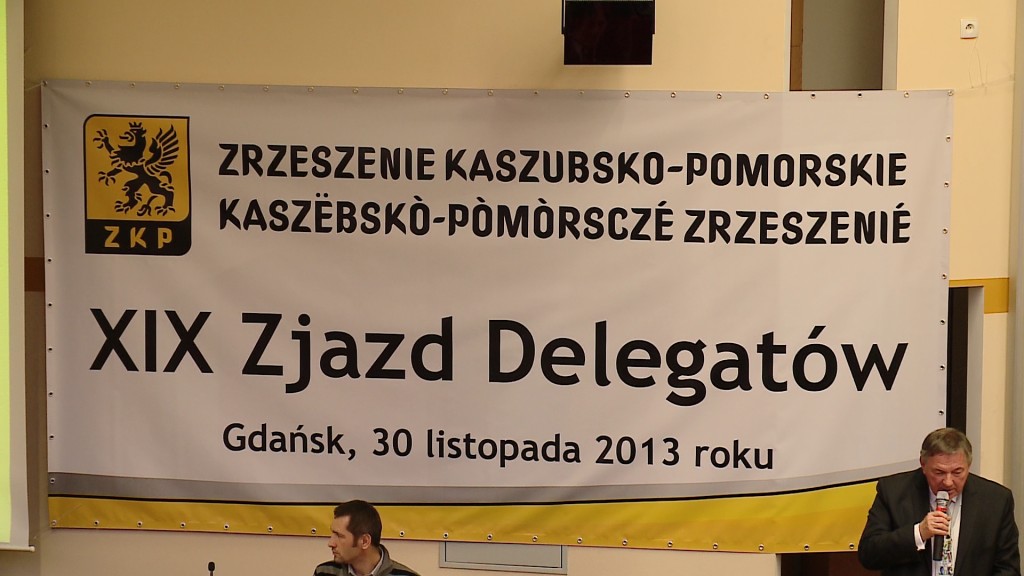 ZKP
ZRZESZENIE KASZUBSKO-POMORSKIE
KASZËBSKÒ-PÒMÒRSCZÉ ZRZESZENIÉ
XIX Zjazd Delegatów
Gdańsk, 30 listopada 2013 roku